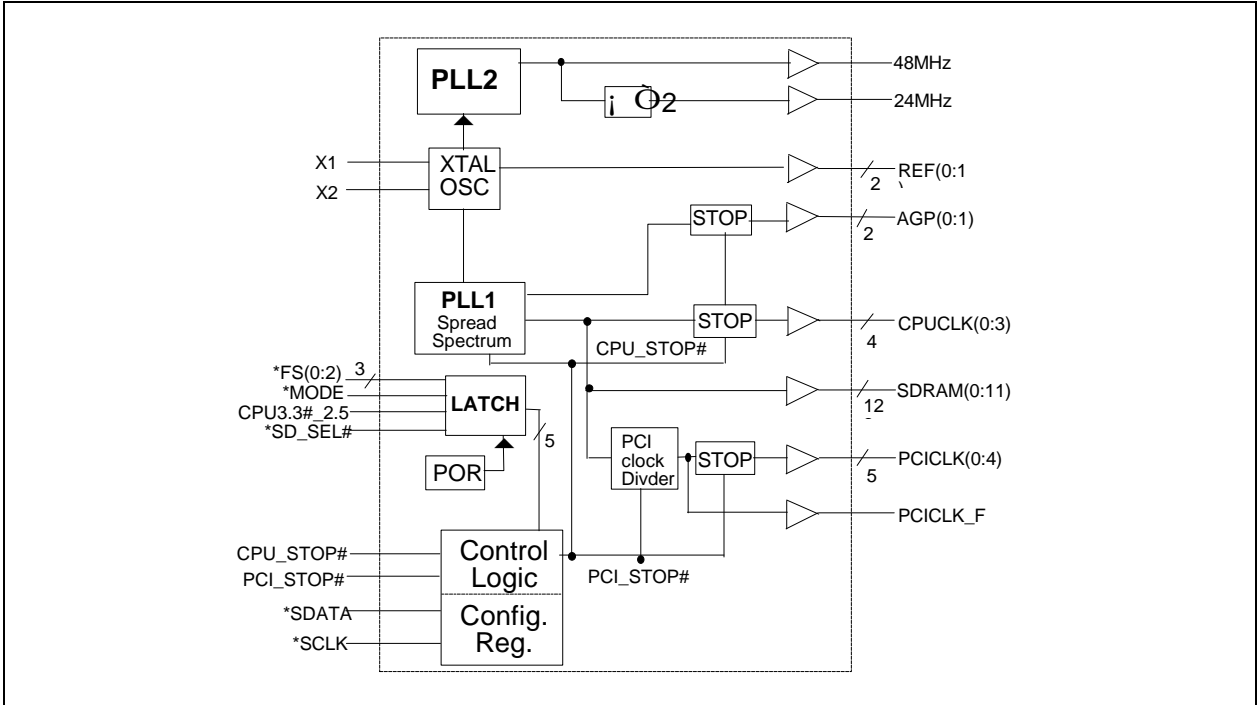 PLL2
48MHz
¡ Ò2
24MHz
X1
XTAL
OSC
X2
2
REF(0:1
STOP
AGP(0:1)
2
PLL1
Spread
Spectrum
STOP
CPUCLK(0:3)
4
CPU_STOP#
*FS(0:2)
3
*MODE
CPU3.3#_2.5
*SD_SEL#
LATCH
5
SDRAM(0:11)
12
POR
PCI
clock
Divder
STOP
PCICLK(0:4)
5
PCICLK_F
CPU_STOP#
PCI_STOP#
Control
Logic
PCI_STOP#
*SDATA
*SCLK
Config.
Reg.